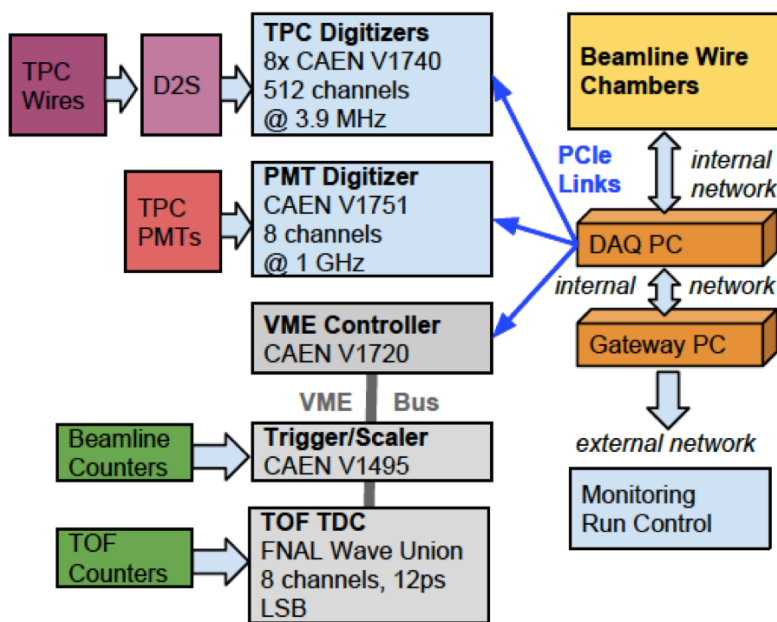 TPC
Wires
D2S
TPC Digitizers
8x CAEN V1740
512 channels
@ 3.9 MHz
Beamline Wire
Chambers
PCIe
Links
internal
network
TPC
PMTs
PMT Digitizer
CAEN V1751
8 channels
@ 1 GHz
DAQ PC
internal network
Gateway PC
VME Controller
CAEN V1720
VME Bus
external network
Beamline
Counters
Trigger/Scaler
CAEN V1495
Monitoring
Run Control
TOF
Counters
TOF TDC
FNAL Wave Union
8 channels, 12ps
LSB